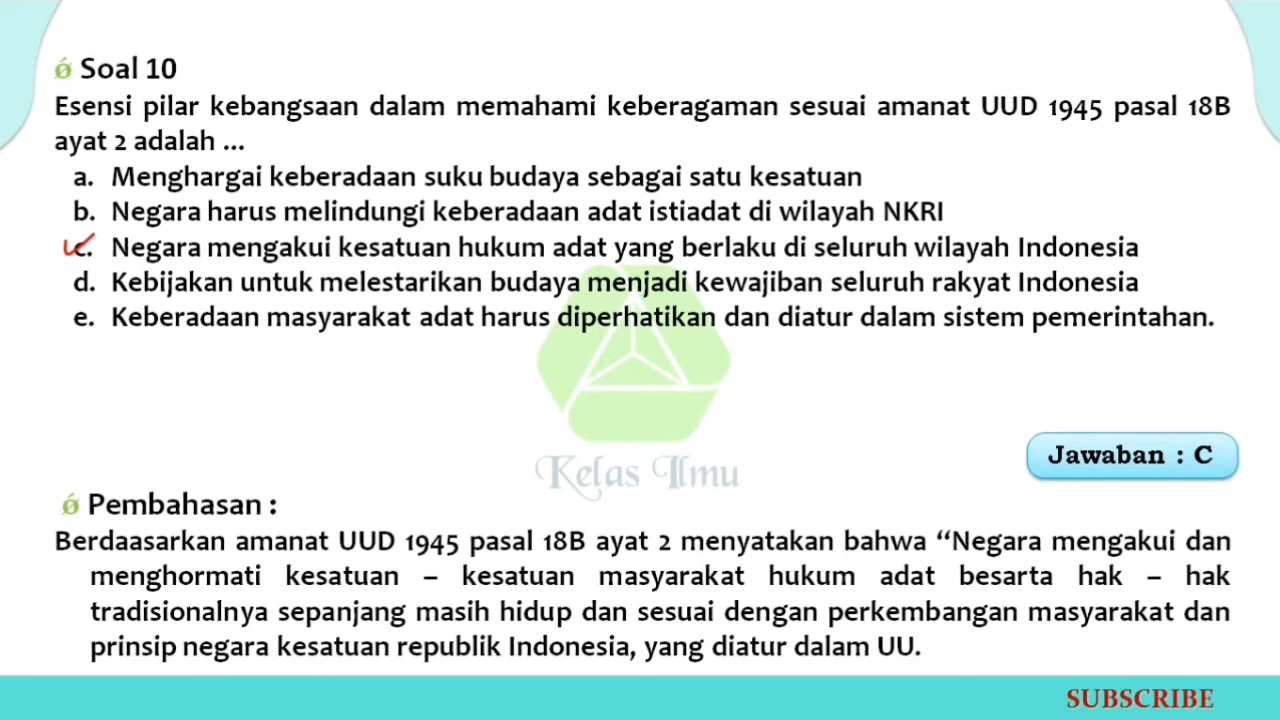 ǿ Soal 10
Esensi pilar kebangsaan dalam memahami keberagaman sesuai amanat UUD 1945 pasal 18B
ayat 2 adalah ...
a. Menghargai keberadaan suku budaya sebagai satu kesatuan
b. Negara harus melindungi keberadaan adat istiadat di wilayah NKRI
c. Negara mengakui kesatuan hukum adat yang berlaku di seluruh wilayah Indonesia
d. Kebijakan untuk melestarikan budaya menjadi kewajiban seluruh rakyat Indonesia
e. Keberadaan masyarakat adat harus diperhatikan dan diatur dalam sistem pemerintahan.
Jawaban : C
Kelas Ilmu
ǿ Pembahasan :
Berdaasarkan amanat UUD 1945 pasal 18B ayat 2 menyatakan bahwa “Negara mengakui dan
menghormati kesatuan – kesatuan masyarakat hukum adat besarta hak – hak
tradisionalnya sepanjang masih hidup dan sesuai dengan perkembangan masyarakat dan
prinsip negara kesatuan republik Indonesia, yang diatur dalam UU.
SUBSCRIBE